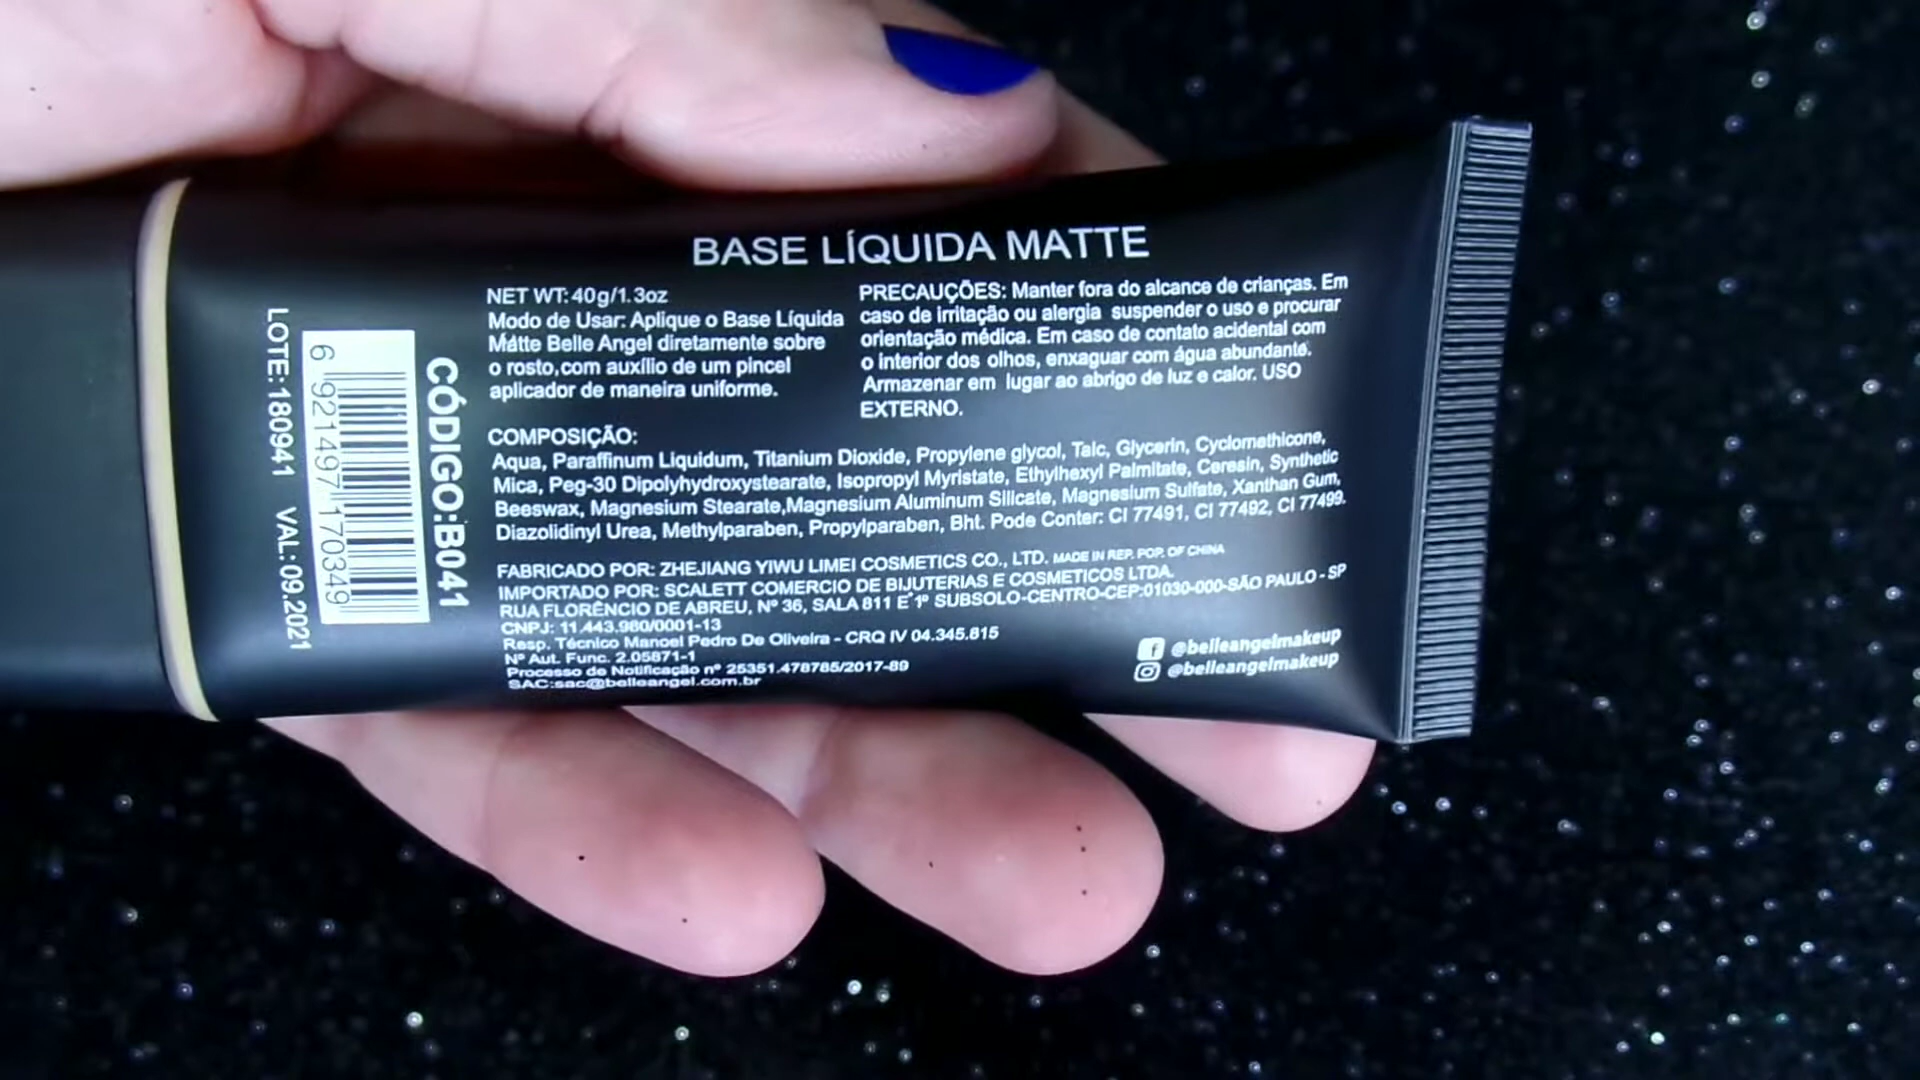 BASE LÍQUIDA MATTE
NET WT: 40g/1.3oz
Modo de Usar: Aplique o Base Líquida
Mátte Belle Angel diretamente sobre
o rosto,com auxílio de um pincel
aplicador de maneira uniforme.
PRECAUÇÕES: Manter fora do alcance de crianças. Em
caso de irritação ou alergia suspender o uso e procurar
orientação médica. Em caso de contato acidental com
o interior dos olhos, enxaguar com água abundante.
Armazenar em lugar ao abrigo de luz e calor. USO
EXTERNO.
COMPOSIÇÃO:
Aqua, Paraffinum Liquidum, Titanium Dioxide, Propylene glycol, Talc, Glycerin, Cyclomethicone,
Mica, Peg-30 Dipolyhydroxystearate, Isopropyl Myristate, Ethylhexyl Palmitate, Ceresin, Synthetic
Beeswax, Magnesium Stearate,Magnesium Aluminum Silicate, Magnesium Sulfate, Xanthan Gum,
Diazolidinyl Urea, Methylparaben, Propylparaben, Bht. Pode Conter: CI 77491, CI 77492, CI 77499.
FABRICADO POR: ZHEJIANG YIWU LIMEI COSMETICS CO., LTD. MADE IN REP. POP. OF CHINA
IMPORTADO POR: SCALETT COMERCIO DE BIJUTERIAS E COSMETICOS LTDA.
RUA FLORÊNCIO DE ABREU, Nº 36, SALA 811 E 1º SUBSOLO-CENTRO-CEP:01030-000-SÃO PAULO - SP
CNPJ: 11.443.980/0001-13
Resp. Técnico Manoel Pedro De Oliveira - CRQ IV 04.345.815
Nº Aut. Func. 2.05871-1
Processo de Notificação nº 25351.478785/2017-89
SAC:sac@belleangel.com.br
@belleangelmakeup
@belleangelmakeup
CÓDIGO:B041
6 921497 170349
LOTE:180941 VAL:09.2021